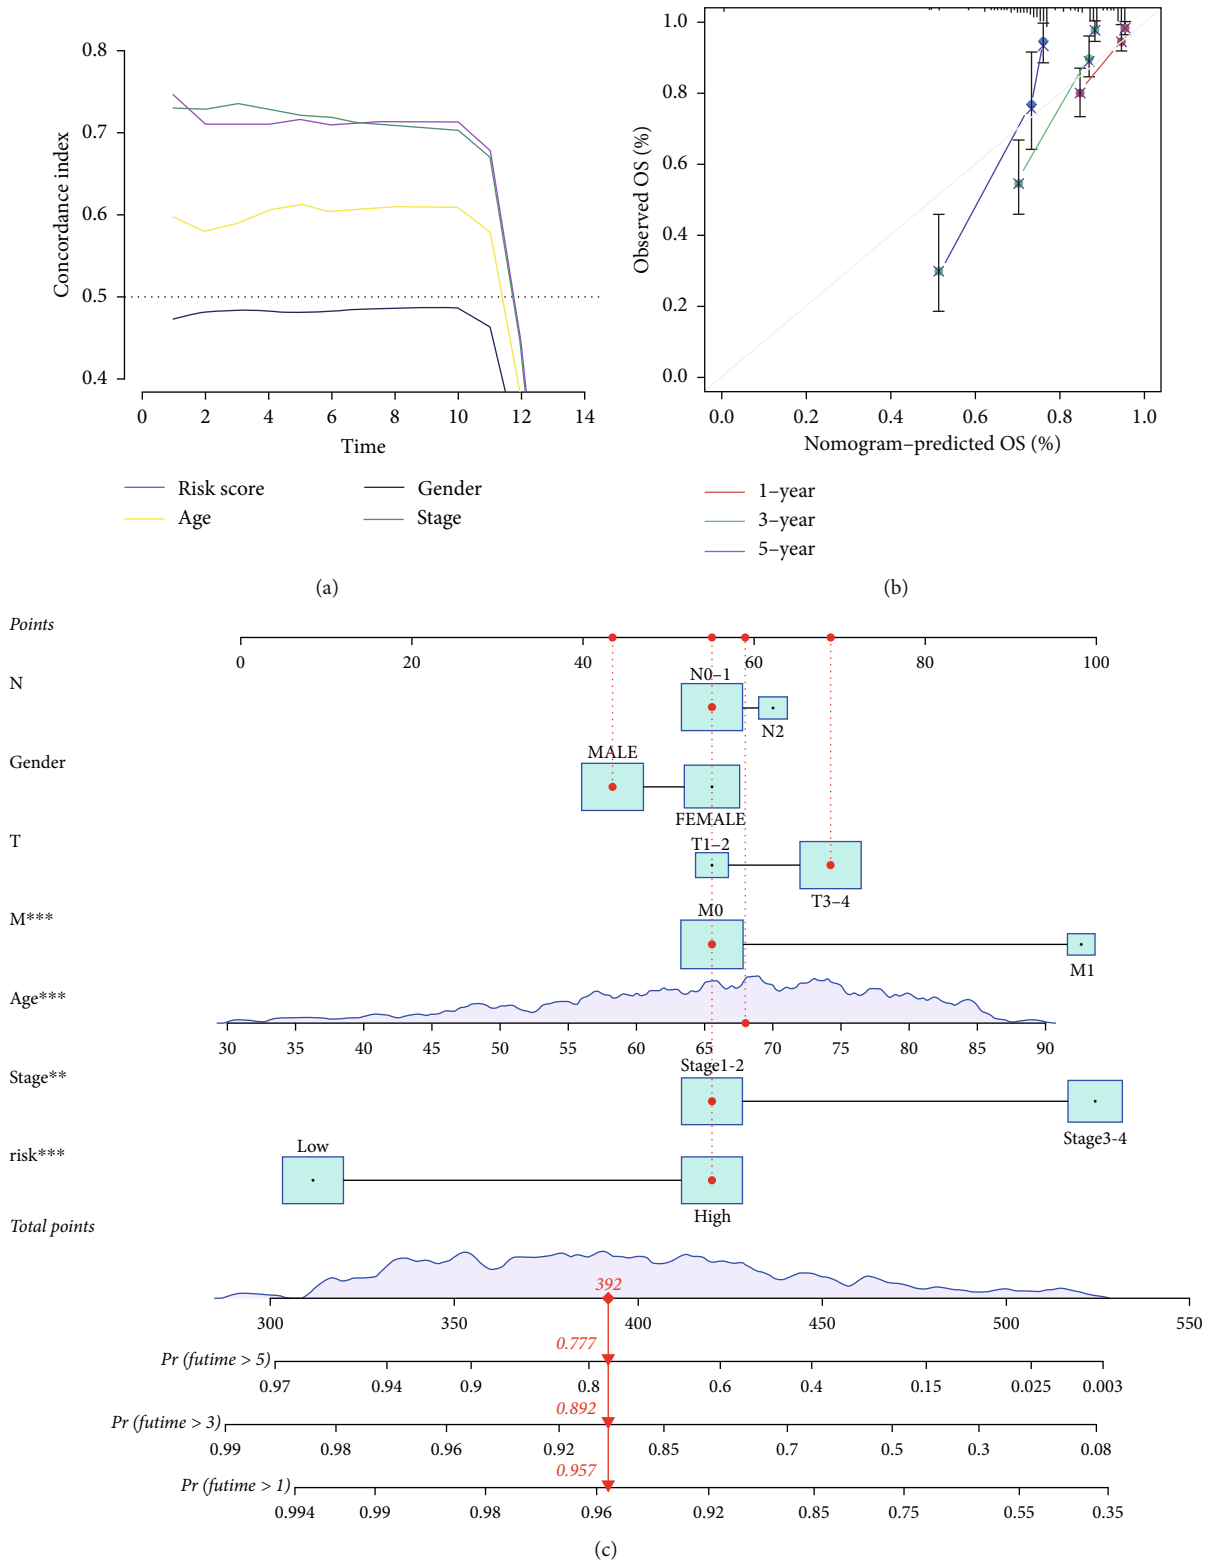 0.8
0.7
0.6
0.5
0.4
Concordance index
0 2 4 6 8 10 12 14
Time
Risk score Gender
Age Stage
(a)
1.0
0.8
0.6
0.4
0.2
0.0
Observed OS (%)
0.0 0.2 0.4 0.6 0.8 1.0
Nomogram–predicted OS (%)
1–year
3–year
5–year
(b)
Points
0 20 40 60 80 100
N
N0–1
N2
Gender
MALE
FEMALE
T
T1–2
T3–4
M***
M0
M1
Age***
30 35 40 45 50 55 60 65 70 75 80 85 90
Stage**
Stage1-2
Stage3-4
risk***
Low
High
Total points
392
300 350 400 450 500 550
0.777
Pr (futime > 5)
0.97 0.94 0.9 0.8 0.6 0.4 0.15 0.025 0.003
0.892
Pr (futime > 3)
0.99 0.98 0.96 0.92 0.85 0.7 0.5 0.3 0.08
0.957
Pr (futime > 1)
0.994 0.99 0.98 0.96 0.92 0.85 0.75 0.55 0.35
(c)